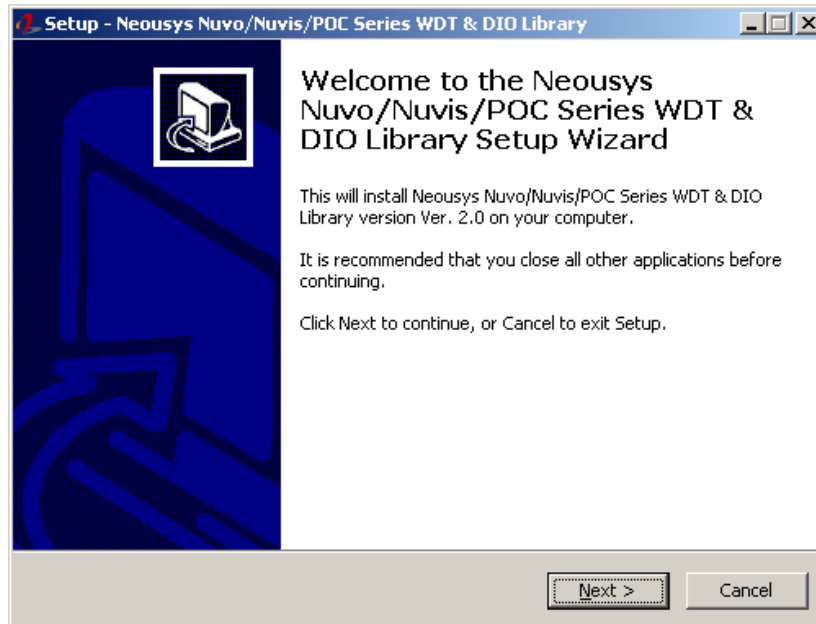 Setup - Neousys Nuvo/Nuvis/POC Series WDT & DIO Library
Welcome to the Neousys
Nuvo/Nuvis/POC Series WDT &
DIO Library Setup Wizard
This will install Neousys Nuvo/Nuvis/POC Series WDT & DIO
Library version Ver. 2.0 on your computer.
It is recommended that you close all other applications before
continuing.
Click Next to continue, or Cancel to exit Setup.
Next >
Cancel